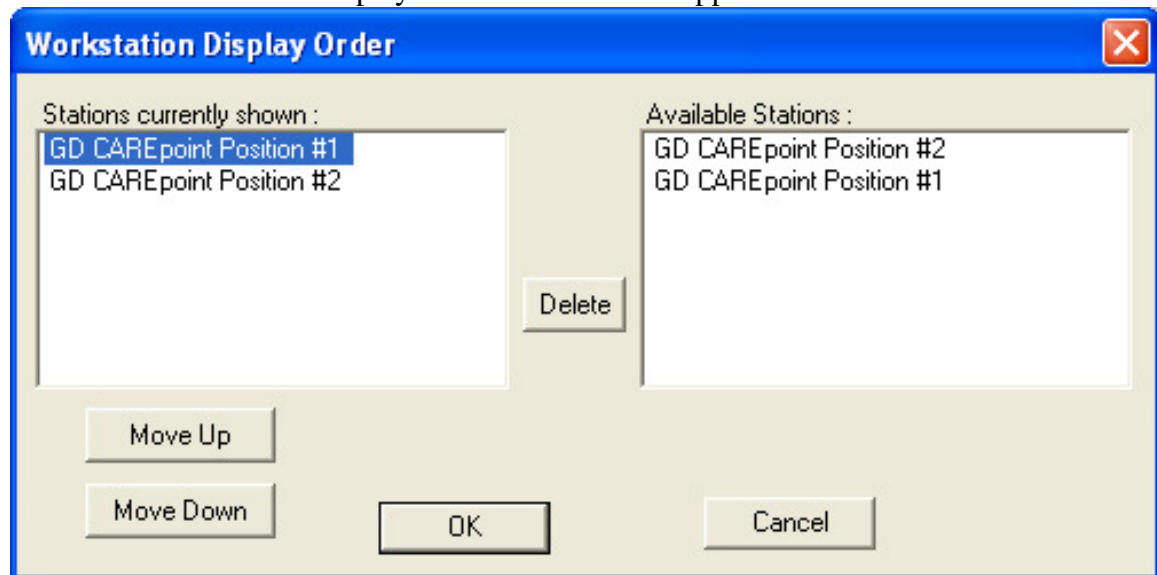 Workstation Display Order
Stations currently shown :
GD CAREpoint Position #1
GD CAREpoint Position #2
Available Stations :
GD CAREpoint Position #2
GD CAREpoint Position #1
Delete
Move Up
Move Down
OK
Cancel